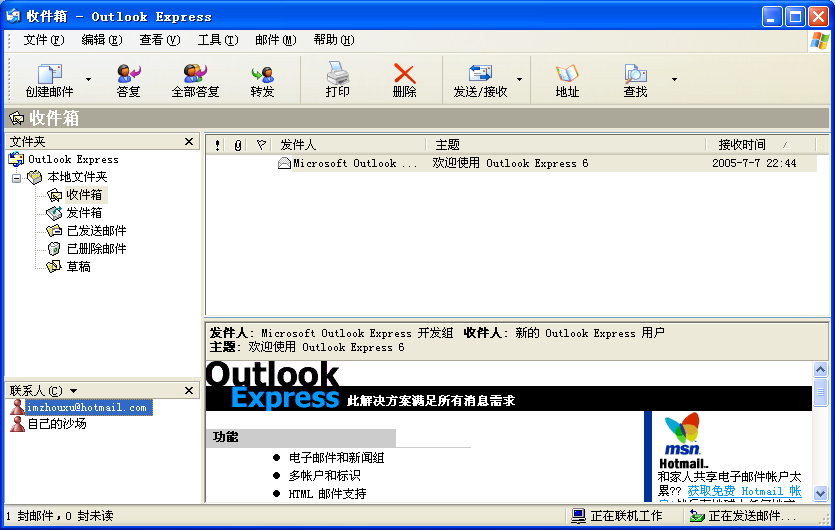 收件箱 - Outlook Express
文件(F) 编辑(E) 查看(V) 工具(T) 邮件(M) 帮助(H)
创建邮件 答复 全部答复 转发 打印 删除 发送/接收 地址 查找
收件箱
文件夹
Outlook Express
本地文件夹
收件箱
发件箱
已发送邮件
已删除邮件
草稿
联系人(C)
imzhouxu@hotmail.com
自己的沙场
! 发件人 主题 接收时间
Microsoft Outlook ... 欢迎使用 Outlook Express 6 2005-7-7 22:44
发件人: Microsoft Outlook Express 开发组 收件人: 新的 Outlook Express 用户
主题: 欢迎使用 Outlook Express 6
Outlook
Express 此解决方案满足所有消息需求
功能
电子邮件和新闻组
多帐户和标识
HTML 邮件支持
msn
Hotmail.
和家人共享电子邮件帐户太
累?? 获取免费 Hotmail 帐
1 封邮件，0 封未读 正在联机工作 正在发送邮件...